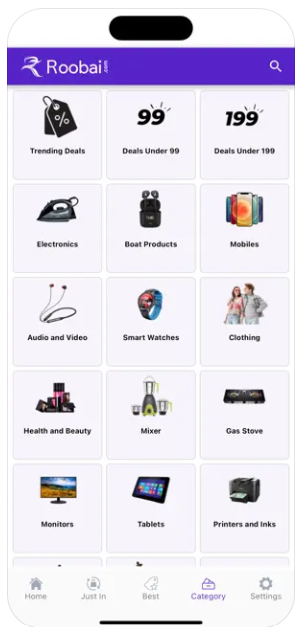 Roobai.com
Trending Deals
99
Deals Under 99
199
Deals Under 199
Electronics
Boat Products
Mobiles
Audio and Video
Smart Watches
Clothing
Health and Beauty
Mixer
Gas Stove
Monitors
Tablets
Printers and Inks
Home
Just In
Best
Category
Settings